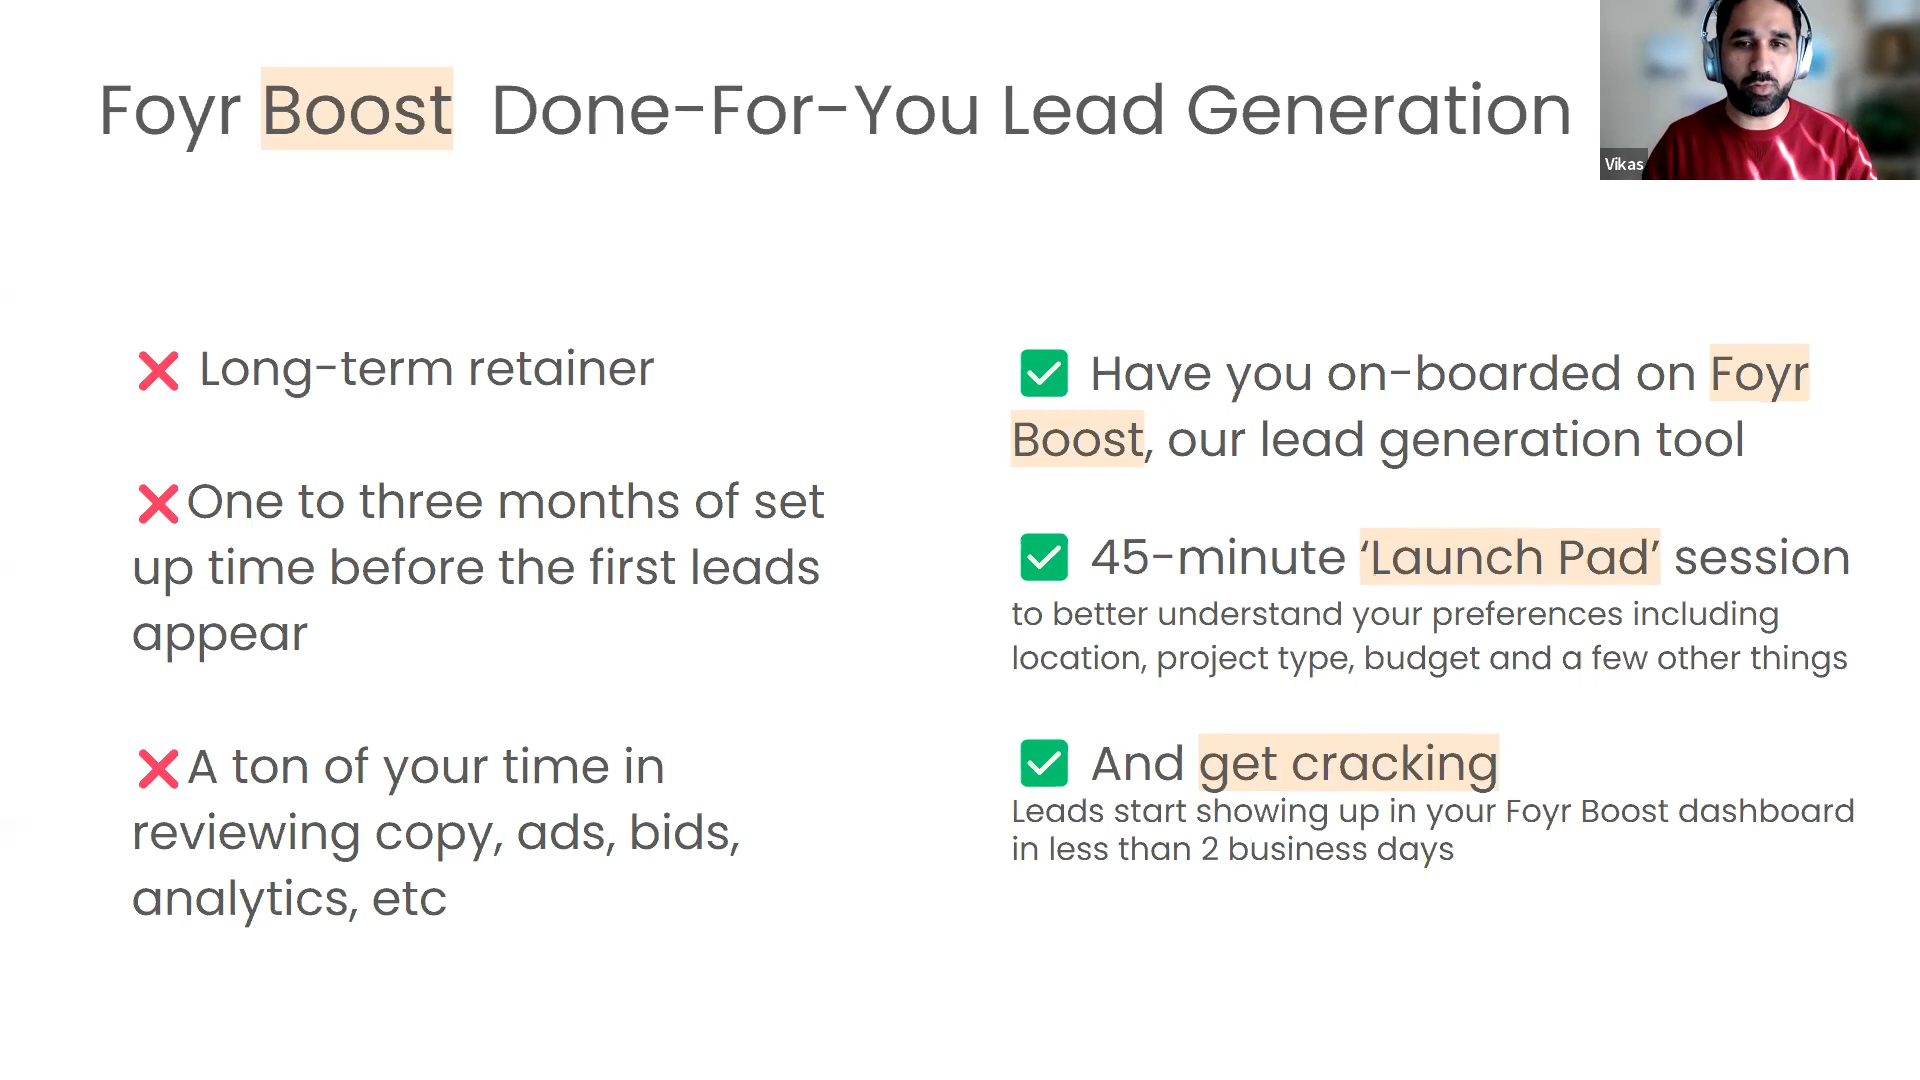 Foyr Boost Done-For-You Lead Generation
Vikas
Long-term retainer
One to three months of set
up time before the first leads
appear
A ton of your time in
reviewing copy, ads, bids,
analytics, etc
Have you on-boarded on Foyr
Boost, our lead generation tool
45-minute ‘Launch Pad’ session
to better understand your preferences including
location, project type, budget and a few other things
And get cracking
Leads start showing up in your Foyr Boost dashboard
in less than 2 business days